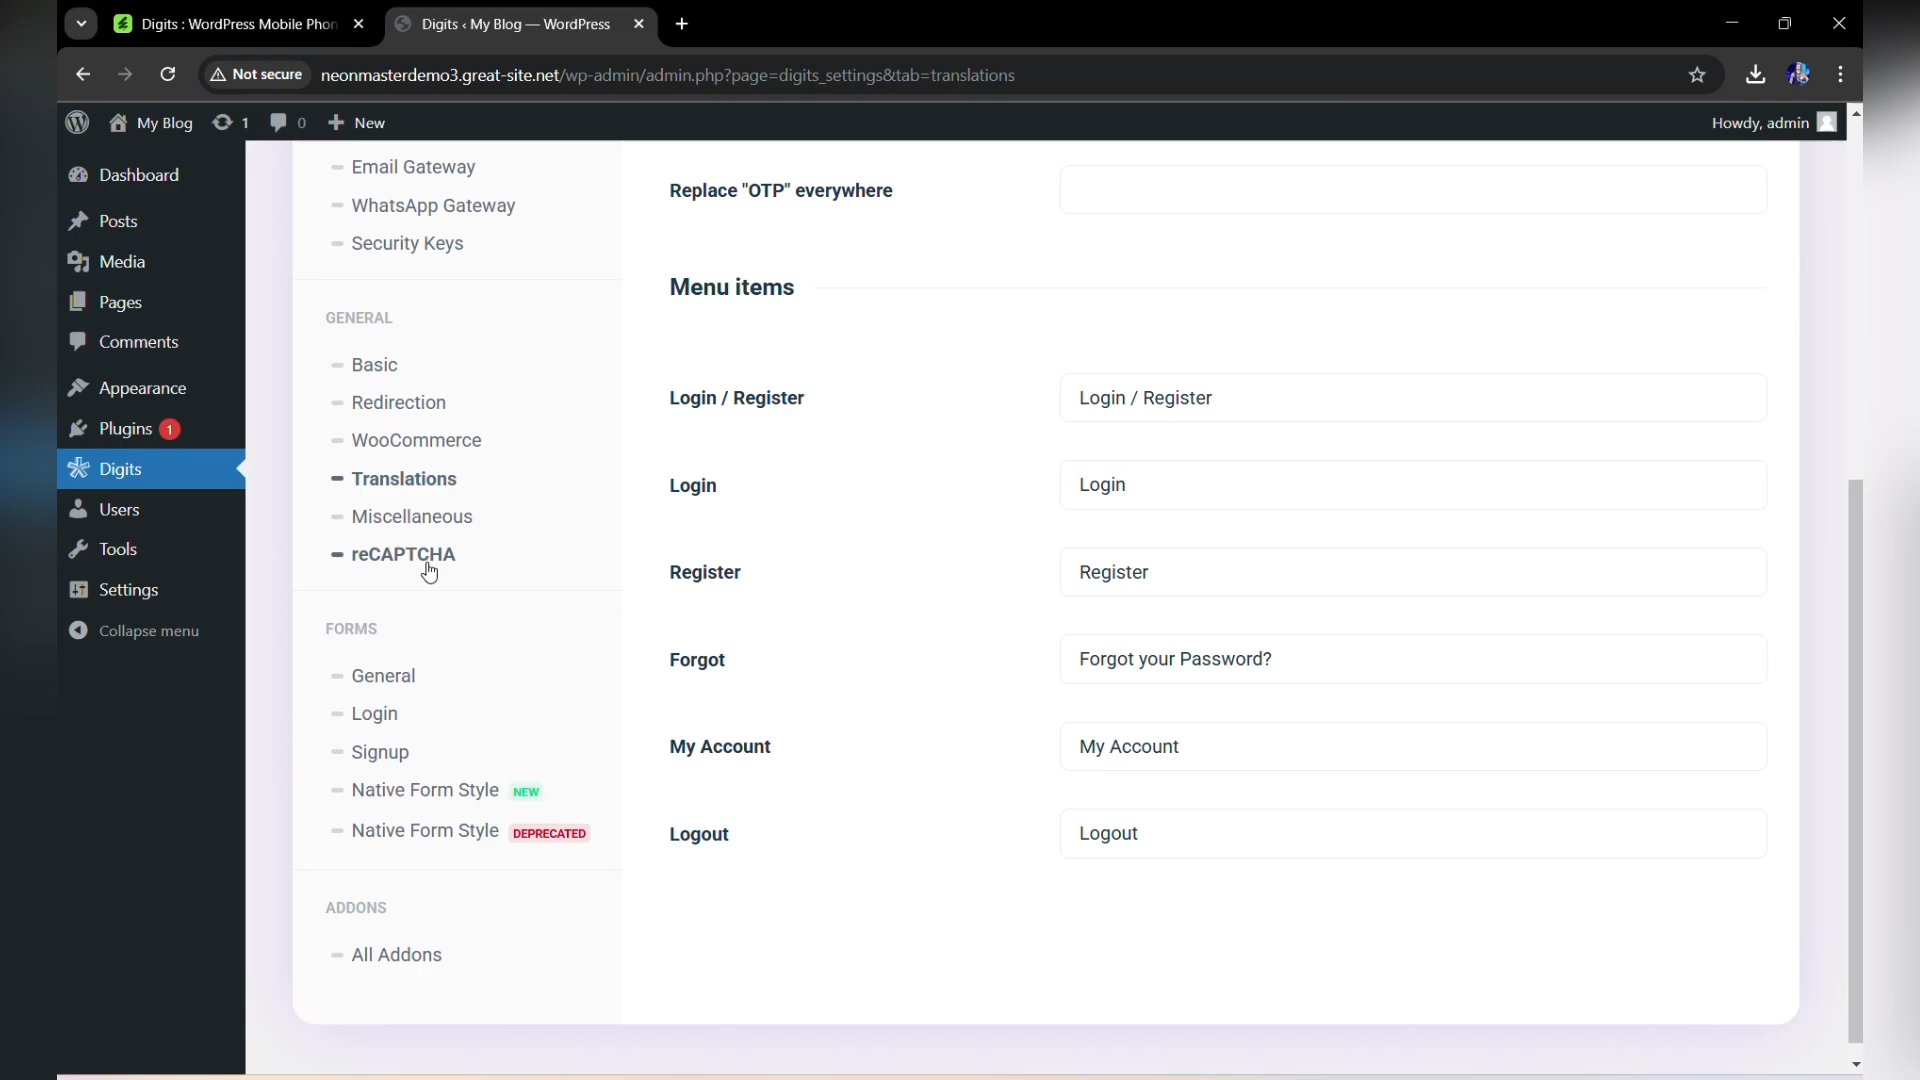 Digits : WordPress Mobile Phon
Digits ‹ My Blog — WordPress
Not secure
neonmasterdemo3.great-site.net/wp-admin/admin.php?page=digits_settings&tab=translations
My Blog
1
0
New
Howdy, admin
Dashboard
Posts
Media
Pages
Comments
Appearance
Plugins 1
Digits
Users
Tools
Settings
Collapse menu
Email Gateway
WhatsApp Gateway
Security Keys
GENERAL
Basic
Redirection
WooCommerce
Translations
Miscellaneous
reCAPTCHA
FORMS
General
Login
Signup
Native Form Style NEW
Native Form Style DEPRECATED
ADDONS
All Addons
Replace "OTP" everywhere
Menu items
Login / Register
Login / Register
Login
Login
Register
Register
Forgot
Forgot your Password?
My Account
My Account
Logout
Logout